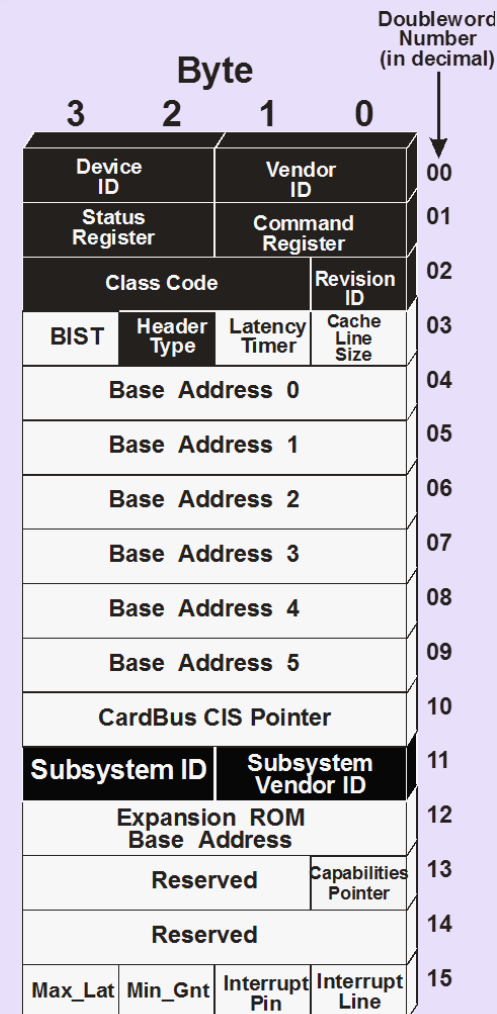 Doubleword
Number
(in decimal)
Byte
3 2 1 0
Device
ID
Vendor
ID
00
Status
Register
Command
Register
01
Class Code
Revision
ID
02
BIST
Header
Type
Latency
Timer
Cache
Line
Size
03
Base Address 0
04
Base Address 1
05
Base Address 2
06
Base Address 3
07
Base Address 4
08
Base Address 5
09
CardBus CIS Pointer
10
Subsystem ID
Subsystem
Vendor ID
11
Expansion ROM
Base Address
12
Reserved
Capabilities
Pointer
13
Reserved
14
Max_Lat
Min_Gnt
Interrupt
Pin
Interrupt
Line
15